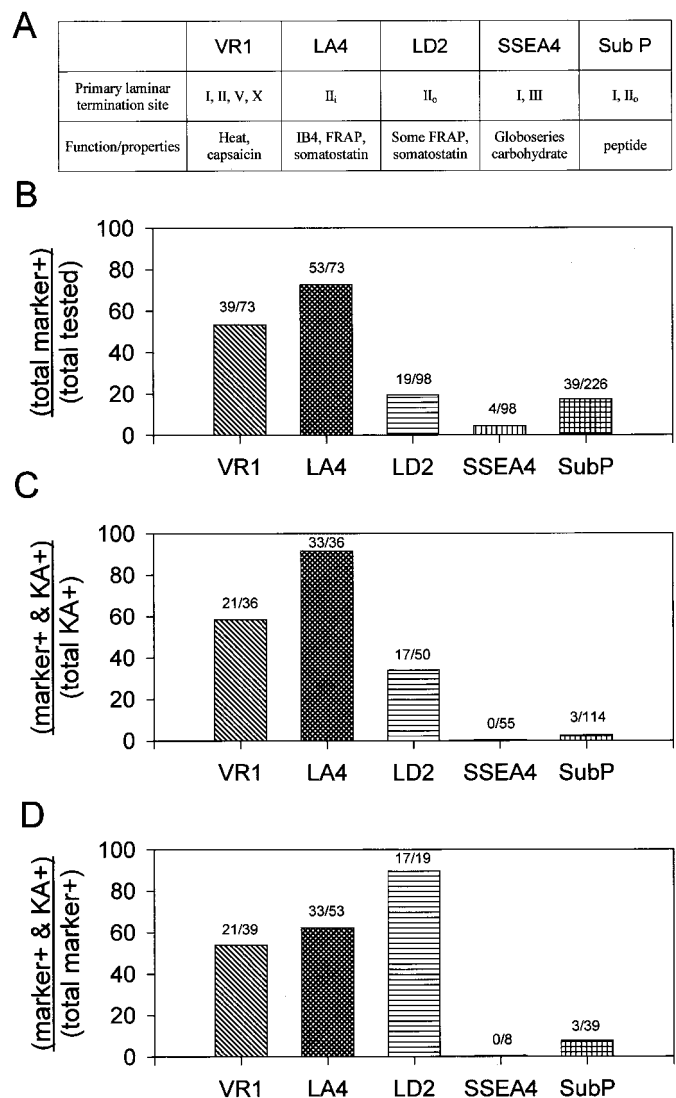 A
VR1 LA4 LD2 SSEA4 Sub P
Primary laminar termination site I, II, V, X IIi IIo I, III I, IIo
Function/properties Heat, capsaicin IB4, FRAP, somatostatin Some FRAP, somatostatin Globoseries carbohydrate peptide
B
(total marker+)
(total tested)
100
80
60
40
20
0
39/73
53/73
19/98
4/98
39/226
VR1 LA4 LD2 SSEA4 SubP
C
(marker+ & KA+)
(total KA+)
100
80
60
40
20
0
21/36
33/36
17/50
0/55
3/114
VR1 LA4 LD2 SSEA4 SubP
D
(marker+ & KA+)
(total marker+)
100
80
60
40
20
0
21/39
33/53
17/19
0/8
3/39
VR1 LA4 LD2 SSEA4 SubP